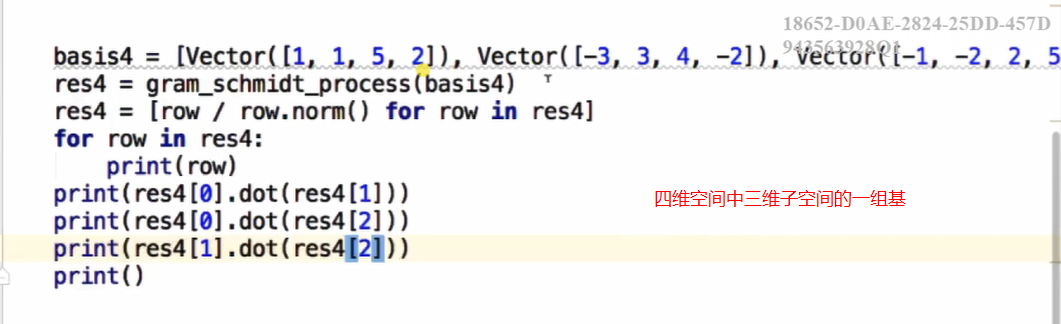 18652-D0AE-2824-25DD-457D
basis4 = [Vector([1, 1, 5, 2]), Vector([-3, 3, 4, -2]), Vector([-1, -2, 2, 5
res4 = gram_schmidt_process(basis4)
res4 = [row / row.norm() for row in res4]
for row in res4:
print(row)
print(res4[0].dot(res4[1]))
print(res4[0].dot(res4[2]))
四维空间中三维子空间的一组基
print(res4[1].dot(res4[2]))
print()